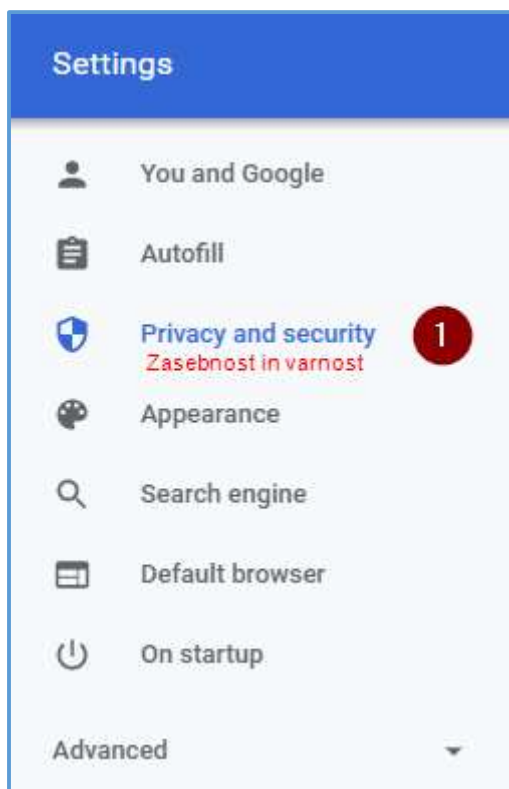 Settings
You and Google
Autofill
Privacy and security 1
Zasebnost in varnost
Appearance
Search engine
Default browser
On startup
Advanced